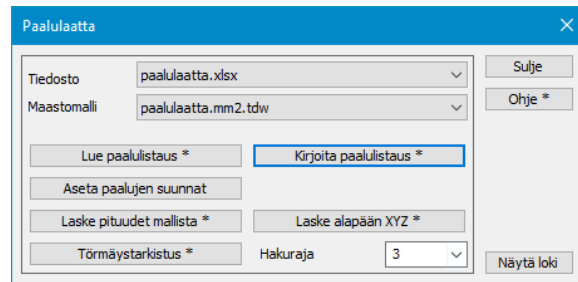 Paalulaatta
Tiedosto paalulaatta.xlsx Sulje
Maastomalli paalulaatta.mm2.tdw Ohje *
Lue paalulistaus * Kirjoita paalulistaus *
Aseta paalujen suunnat
Laske pituudet mallista * Laske alapään XYZ *
Törmäystarkistus * Hakuraja 3 Näytä loki